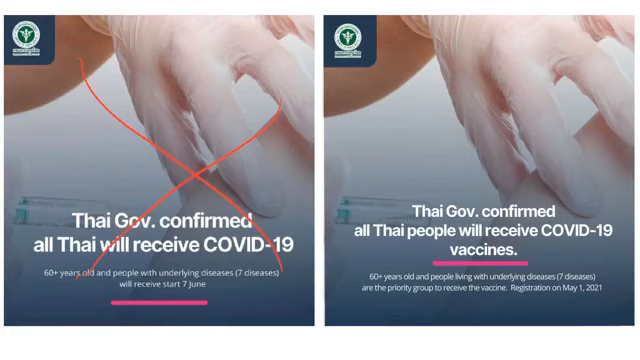 Thai Gov. confirmed
all Thai will receive COVID-19
60+ years old and people with underlying diseases (7 diseases)
will receive start 7 June
Thai Gov. confirmed
all Thai people will receive COVID-19
vaccines.
60+ years old and people living with underlying diseases (7 diseases)
are the priority group to receive the vaccine. Registration on May 1, 2021